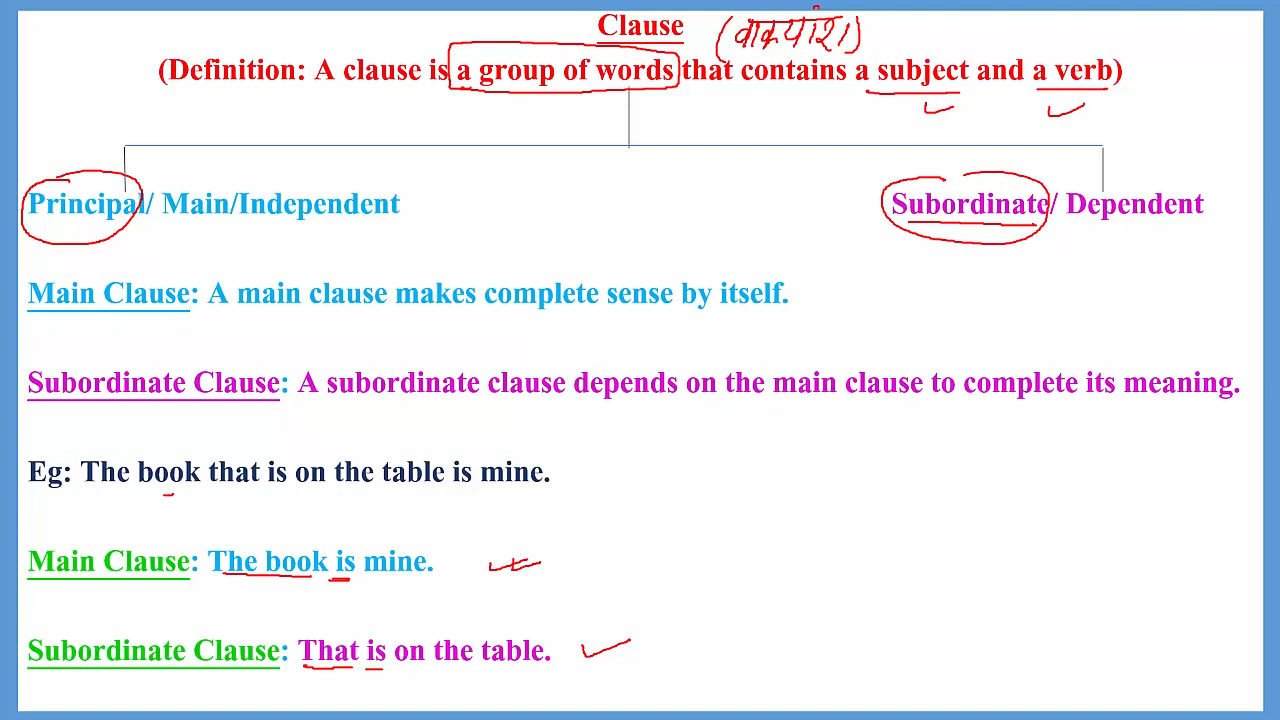 Clause (वाक्यांश)
(Definition: A clause is a group of words that contains a subject and a verb)
Principal/ Main/Independent Subordinate/ Dependent
Main Clause: A main clause makes complete sense by itself.
Subordinate Clause: A subordinate clause depends on the main clause to complete its meaning.
Eg: The book that is on the table is mine.
Main Clause: The book is mine.
Subordinate Clause: That is on the table.